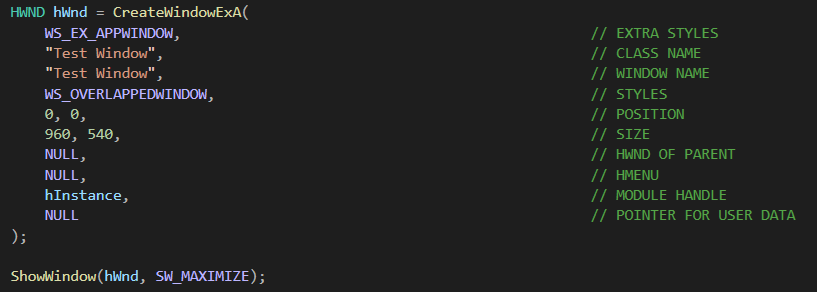 HWND hWnd = CreateWindowExA(
    WS_EX_APPWINDOW, // EXTRA STYLES
    "Test Window", // CLASS NAME
    "Test Window", // WINDOW NAME
    WS_OVERLAPPEDWINDOW, // STYLES
    0, 0, // POSITION
    960, 540, // SIZE
    NULL, // HWND OF PARENT
    NULL, // HMENU
    hInstance, // MODULE HANDLE
    NULL // POINTER FOR USER DATA
);
ShowWindow(hWnd, SW_MAXIMIZE);